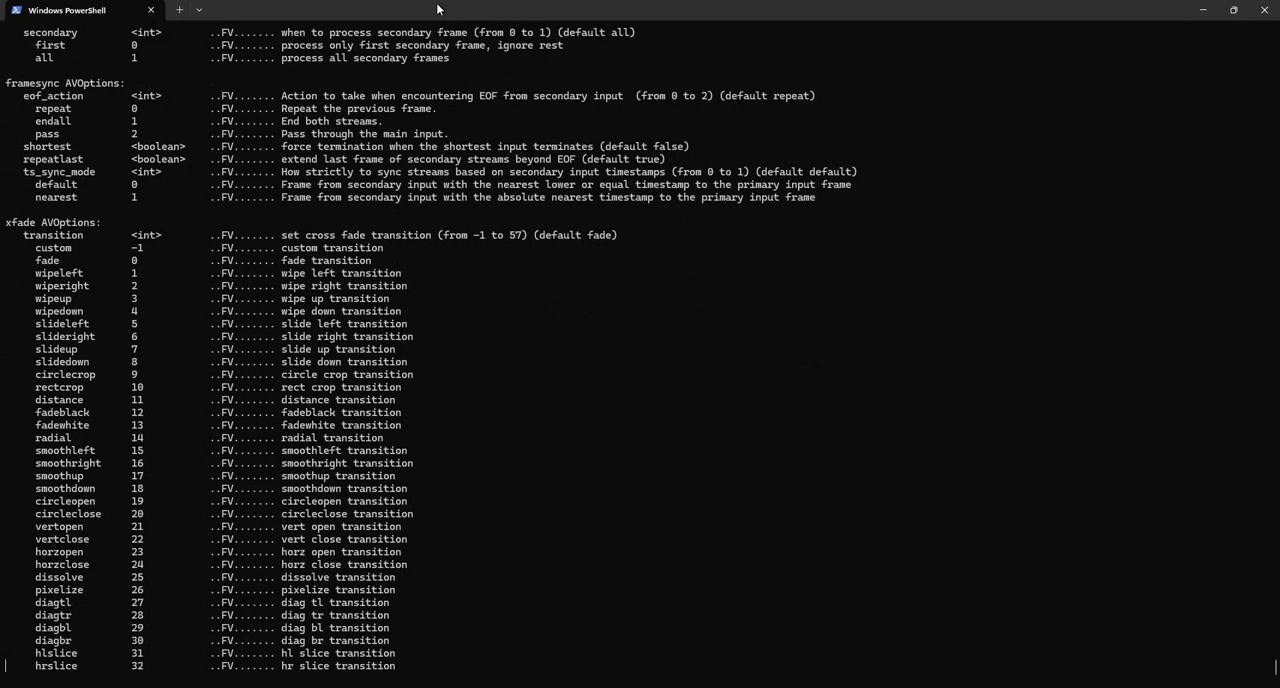 Windows PowerShell
secondary <int> ..FV....... when to process secondary frame (from 0 to 1) (default all)
first 0 ..FV....... process only first secondary frame, ignore rest
all 1 ..FV....... process all secondary frames
framesync AVOptions:
eof_action <int> ..FV....... Action to take when encountering EOF from secondary input  (from 0 to 2) (default repeat)
repeat 0 ..FV....... Repeat the previous frame.
endall 1 ..FV....... End both streams.
pass 2 ..FV....... Pass through the main input.
shortest <boolean> ..FV....... force termination when the shortest input terminates (default false)
repeatlast <boolean> ..FV....... extend last frame of secondary streams beyond EOF (default true)
ts_sync_mode <int> ..FV....... How strictly to sync streams based on secondary input timestamps (from 0 to 1) (default default)
default 0 ..FV....... Frame from secondary input with the nearest lower or equal timestamp to the primary input frame
nearest 1 ..FV....... Frame from secondary input with the absolute nearest timestamp to the primary input frame
xfade AVOptions:
transition <int> ..FV....... set cross fade transition (from -1 to 57) (default fade)
custom -1 ..FV....... custom transition
fade 0 ..FV....... fade transition
wipeleft 1 ..FV....... wipe left transition
wiperight 2 ..FV....... wipe right transition
wipeup 3 ..FV....... wipe up transition
wipedown 4 ..FV....... wipe down transition
slideleft 5 ..FV....... slide left transition
slideright 6 ..FV....... slide right transition
slideup 7 ..FV....... slide up transition
slidedown 8 ..FV....... slide down transition
circlecrop 9 ..FV....... circle crop transition
rectcrop 10 ..FV....... rect crop transition
distance 11 ..FV....... distance transition
fadeblack 12 ..FV....... fadeblack transition
fadewhite 13 ..FV....... fadewhite transition
radial 14 ..FV....... radial transition
smoothleft 15 ..FV....... smoothleft transition
smoothright 16 ..FV....... smoothright transition
smoothup 17 ..FV....... smoothup transition
smoothdown 18 ..FV....... smoothdown transition
circleopen 19 ..FV....... circleopen transition
circleclose 20 ..FV....... circleclose transition
vertopen 21 ..FV....... vert open transition
vertclose 22 ..FV....... vert close transition
horzopen 23 ..FV....... horz open transition
horzclose 24 ..FV....... horz close transition
dissolve 25 ..FV....... dissolve transition
pixelize 26 ..FV....... pixelize transition
diagtl 27 ..FV....... diag tl transition
diagtr 28 ..FV....... diag tr transition
diagbl 29 ..FV....... diag bl transition
diagbr 30 ..FV....... diag br transition
hlslice 31 ..FV....... hl slice transition
hrslice 32 ..FV....... hr slice transition